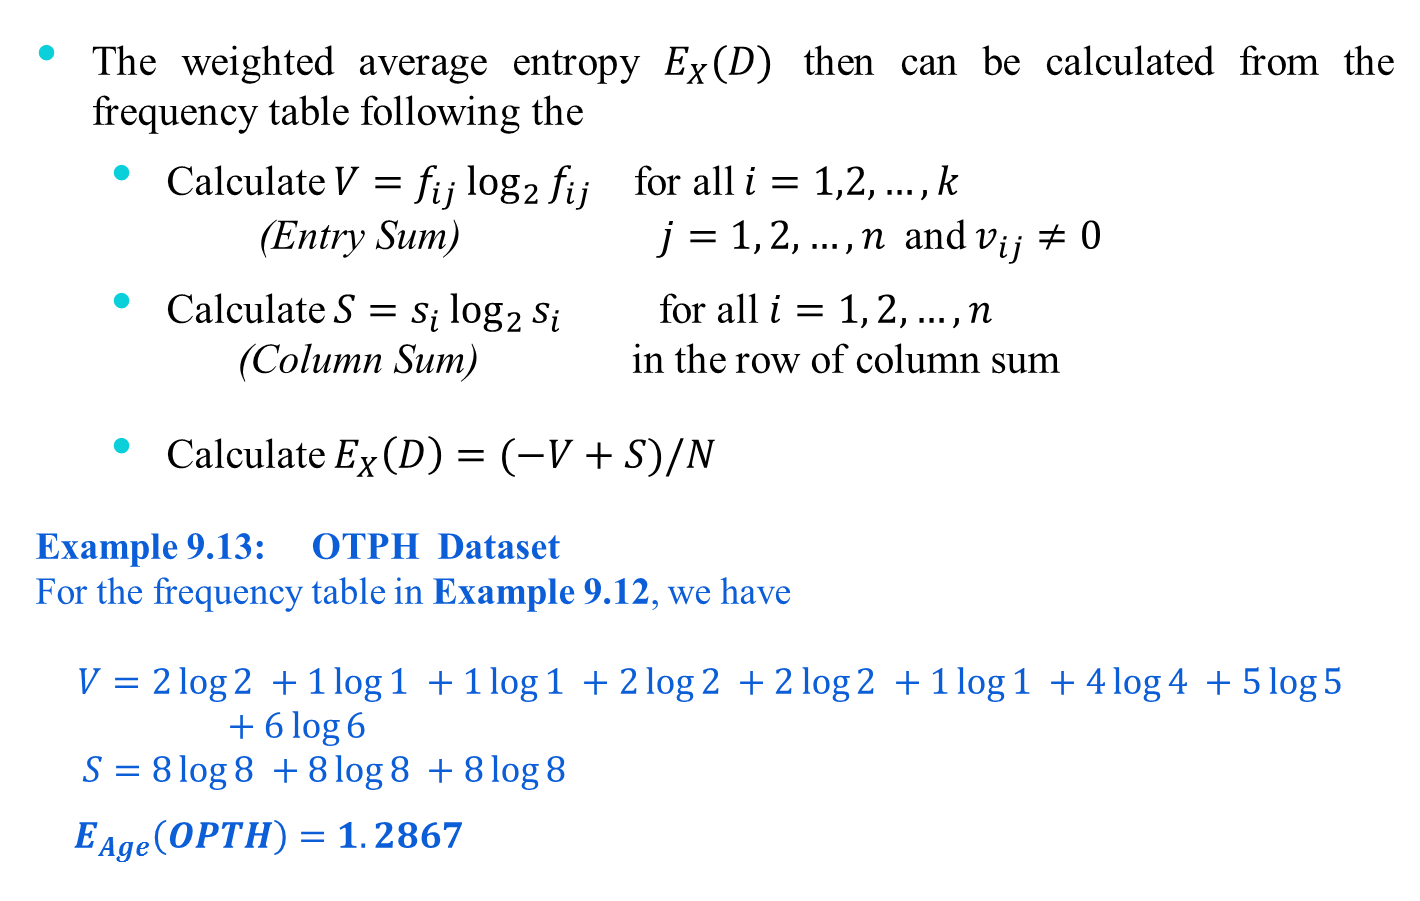 • The weighted average entropy E_X(D) then can be calculated from the
frequency table following the
• Calculate V = f_ij log_2 f_ij for all i = 1,2, …, k
(Entry Sum) j = 1, 2, …, n and v_ij ≠ 0
• Calculate S = s_i log_2 s_i for all i = 1, 2, …, n
(Column Sum) in the row of column sum
• Calculate E_X(D) = (−V + S)/N
Example 9.13: OTPH Dataset
For the frequency table in Example 9.12, we have
V = 2 log 2 + 1 log 1 + 1 log 1 + 2 log 2 + 2 log 2 + 1 log 1 + 4 log 4 + 5 log 5
+ 6 log 6
S = 8 log 8 + 8 log 8 + 8 log 8
E_Age(OPTH) = 1.2867